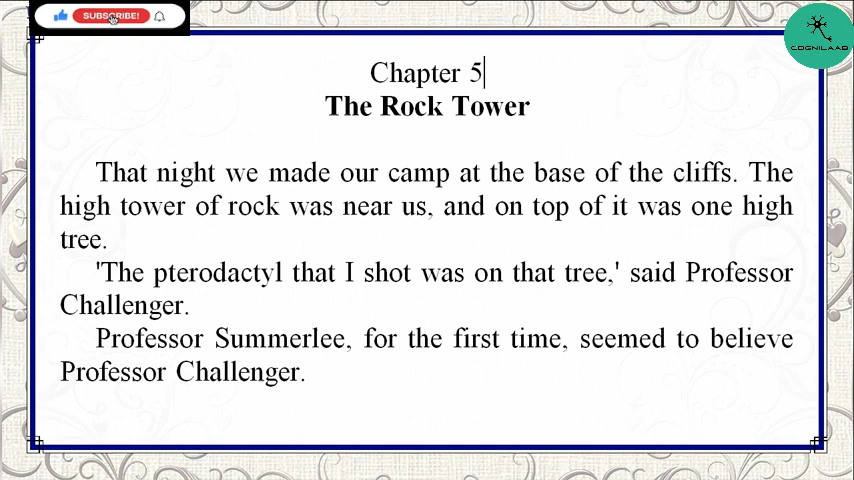 SUBSCRIBE!
COGNILAAB
Chapter 5
The Rock Tower
That night we made our camp at the base of the cliffs. The
high tower of rock was near us, and on top of it was one high
tree.
'The pterodactyl that I shot was on that tree,' said Professor
Challenger.
Professor Summerlee, for the first time, seemed to believe
Professor Challenger.